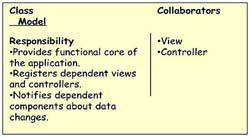 Class
Model
Collaborators
Responsibility
•Provides functional core of
the application.
•Registers dependent views
and controllers.
•Notifies dependent
components about data
changes.
•View
•Controller